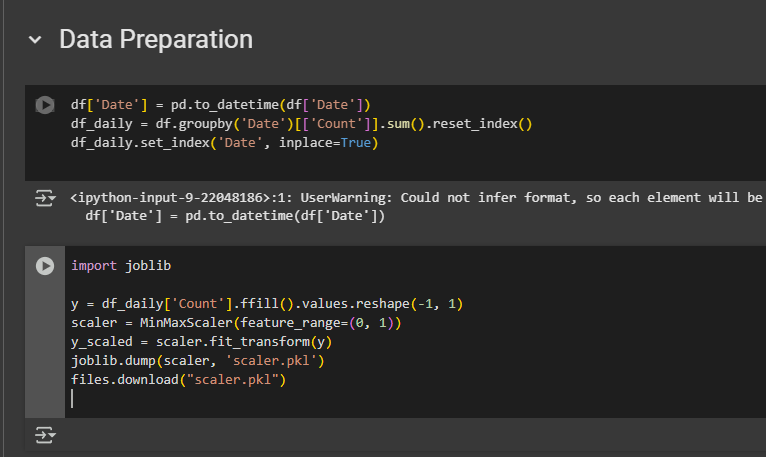 Data Preparation
df['Date'] = pd.to_datetime(df['Date'])
df_daily = df.groupby('Date')[['Count']].sum().reset_index()
df_daily.set_index('Date', inplace=True)
<ipython-input-9-22048186>:1: UserWarning: Could not infer format, so each element will be
  df['Date'] = pd.to_datetime(df['Date'])
import joblib
y = df_daily['Count'].ffill().values.reshape(-1, 1)
scaler = MinMaxScaler(feature_range=(0, 1))
y_scaled = scaler.fit_transform(y)
joblib.dump(scaler, 'scaler.pkl')
files.download("scaler.pkl")